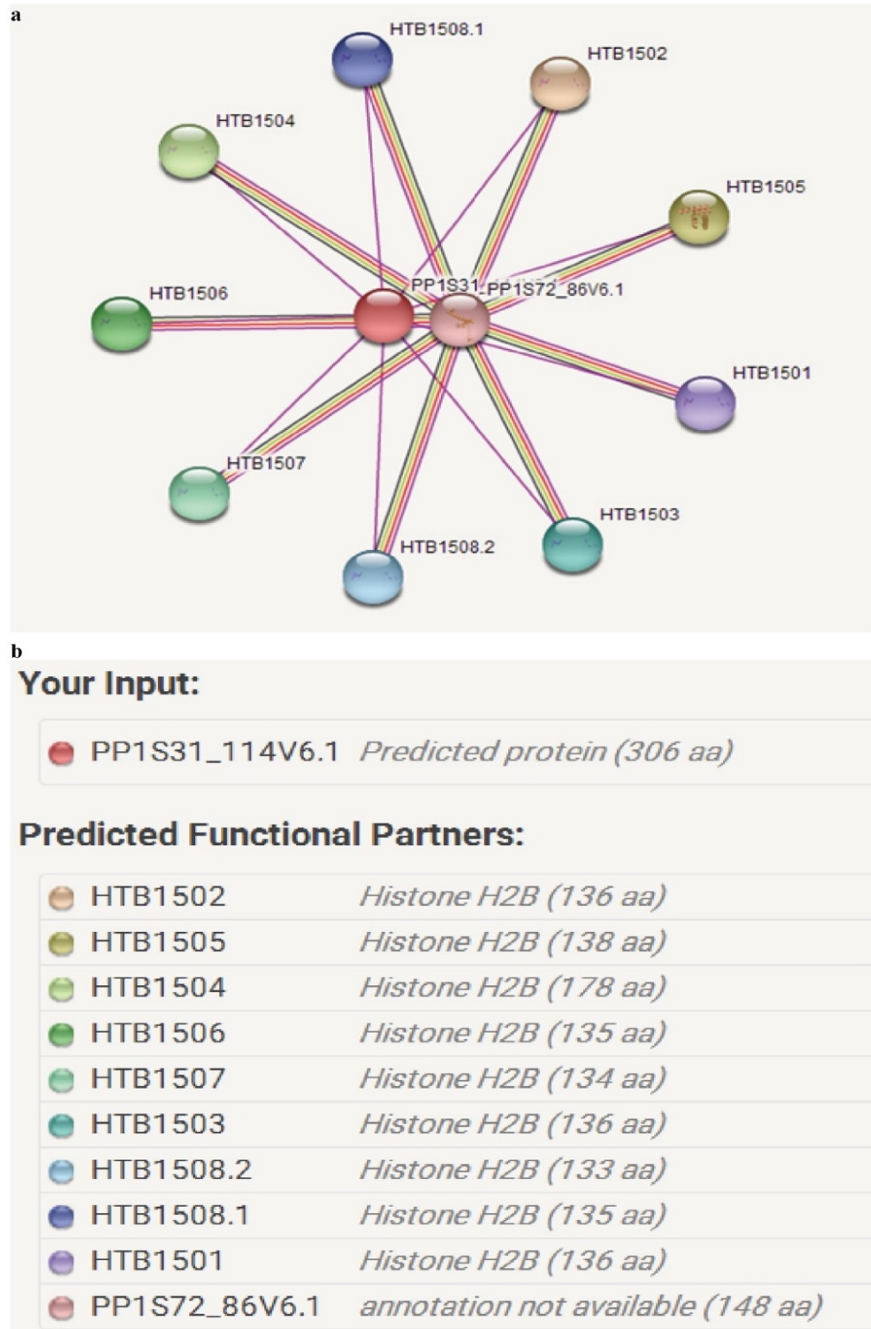 a
HTB1508.1
HTB1502
HTB1504
HTB1505
PP1S31_ PP1S72_86V6.1
HTB1506
HTB1501
HTB1507
HTB1503
HTB1508.2
b
Your Input:
PP1S31_114V6.1 Predicted protein (306 aa)
Predicted Functional Partners:
HTB1502 Histone H2B (136 aa)
HTB1505 Histone H2B (138 aa)
HTB1504 Histone H2B (178 aa)
HTB1506 Histone H2B (135 aa)
HTB1507 Histone H2B (134 aa)
HTB1503 Histone H2B (136 aa)
HTB1508.2 Histone H2B (133 aa)
HTB1508.1 Histone H2B (135 aa)
HTB1501 Histone H2B (136 aa)
PP1S72_86V6.1 annotation not available (148 aa)